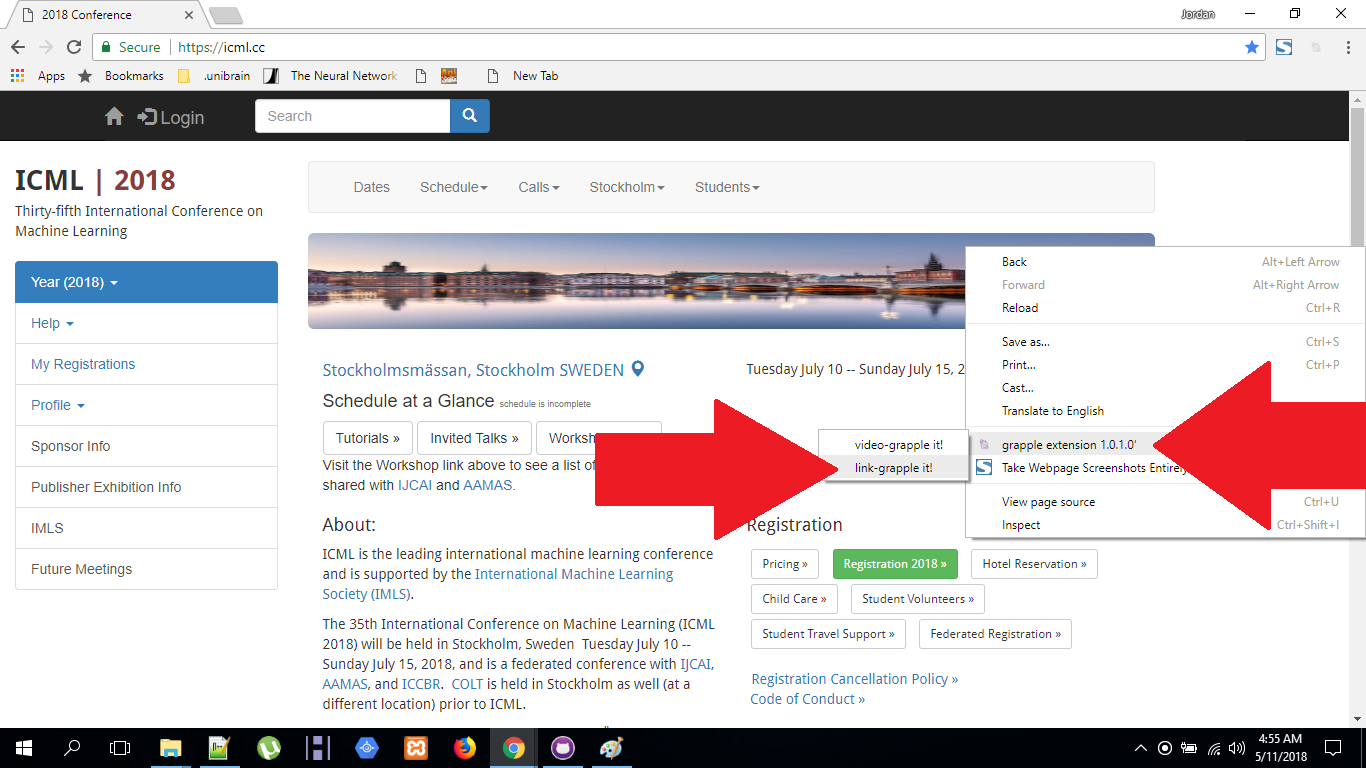 2018 Conference
Jordan
Secure
https://icml.cc
Apps
Bookmarks
.unibrain
The Neural Network
New Tab
Login
Search
ICML | 2018
Thirty-fifth International Conference on
Machine Learning
Year (2018)
Help
My Registrations
Profile
Sponsor Info
Publisher Exhibition Info
IMLS
Future Meetings
Dates
Schedule
Calls
Stockholm
Students
Stockholmsmässan, Stockholm SWEDEN
Schedule at a Glance schedule is incomplete
Tutorials »
Invited Talks »
Visit the Workshop link above to see a list of
shared with IJCAI and AAMAS.
About:
ICML is the leading international machine learning conference
and is supported by the International Machine Learning
Society (IMLS).
The 35th International Conference on Machine Learning (ICML
2018) will be held in Stockholm, Sweden Tuesday July 10 --
Sunday July 15, 2018, and is a federated conference with IJCAI,
AAMAS, and ICCBR. COLT is held in Stockholm as well (at a
different location) prior to ICML.
Tuesday July 10 -- Sunday July 15, 2
Registration
Pricing »
Registration 2018 »
Hotel Reservation »
Child Care »
Student Volunteers »
Student Travel Support »
Federated Registration »
Registration Cancellation Policy »
Code of Conduct »
Back Alt+Left Arrow
Forward Alt+Right Arrow
Reload Ctrl+R
Save as... Ctrl+S
Print... Ctrl+P
Cast...
Translate to English
grapple extension 1.0.1.0'
Take Webpage Screenshots Entirely
View page source Ctrl+U
Inspect Ctrl+Shift+I
video-grapple it!
link-grapple it!
4:55 AM
5/11/2018